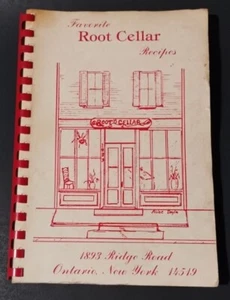 Favorite
Root Cellar
Recipes
ROOT CELLAR
1893 Ridge Road
Ontario, New York 14519